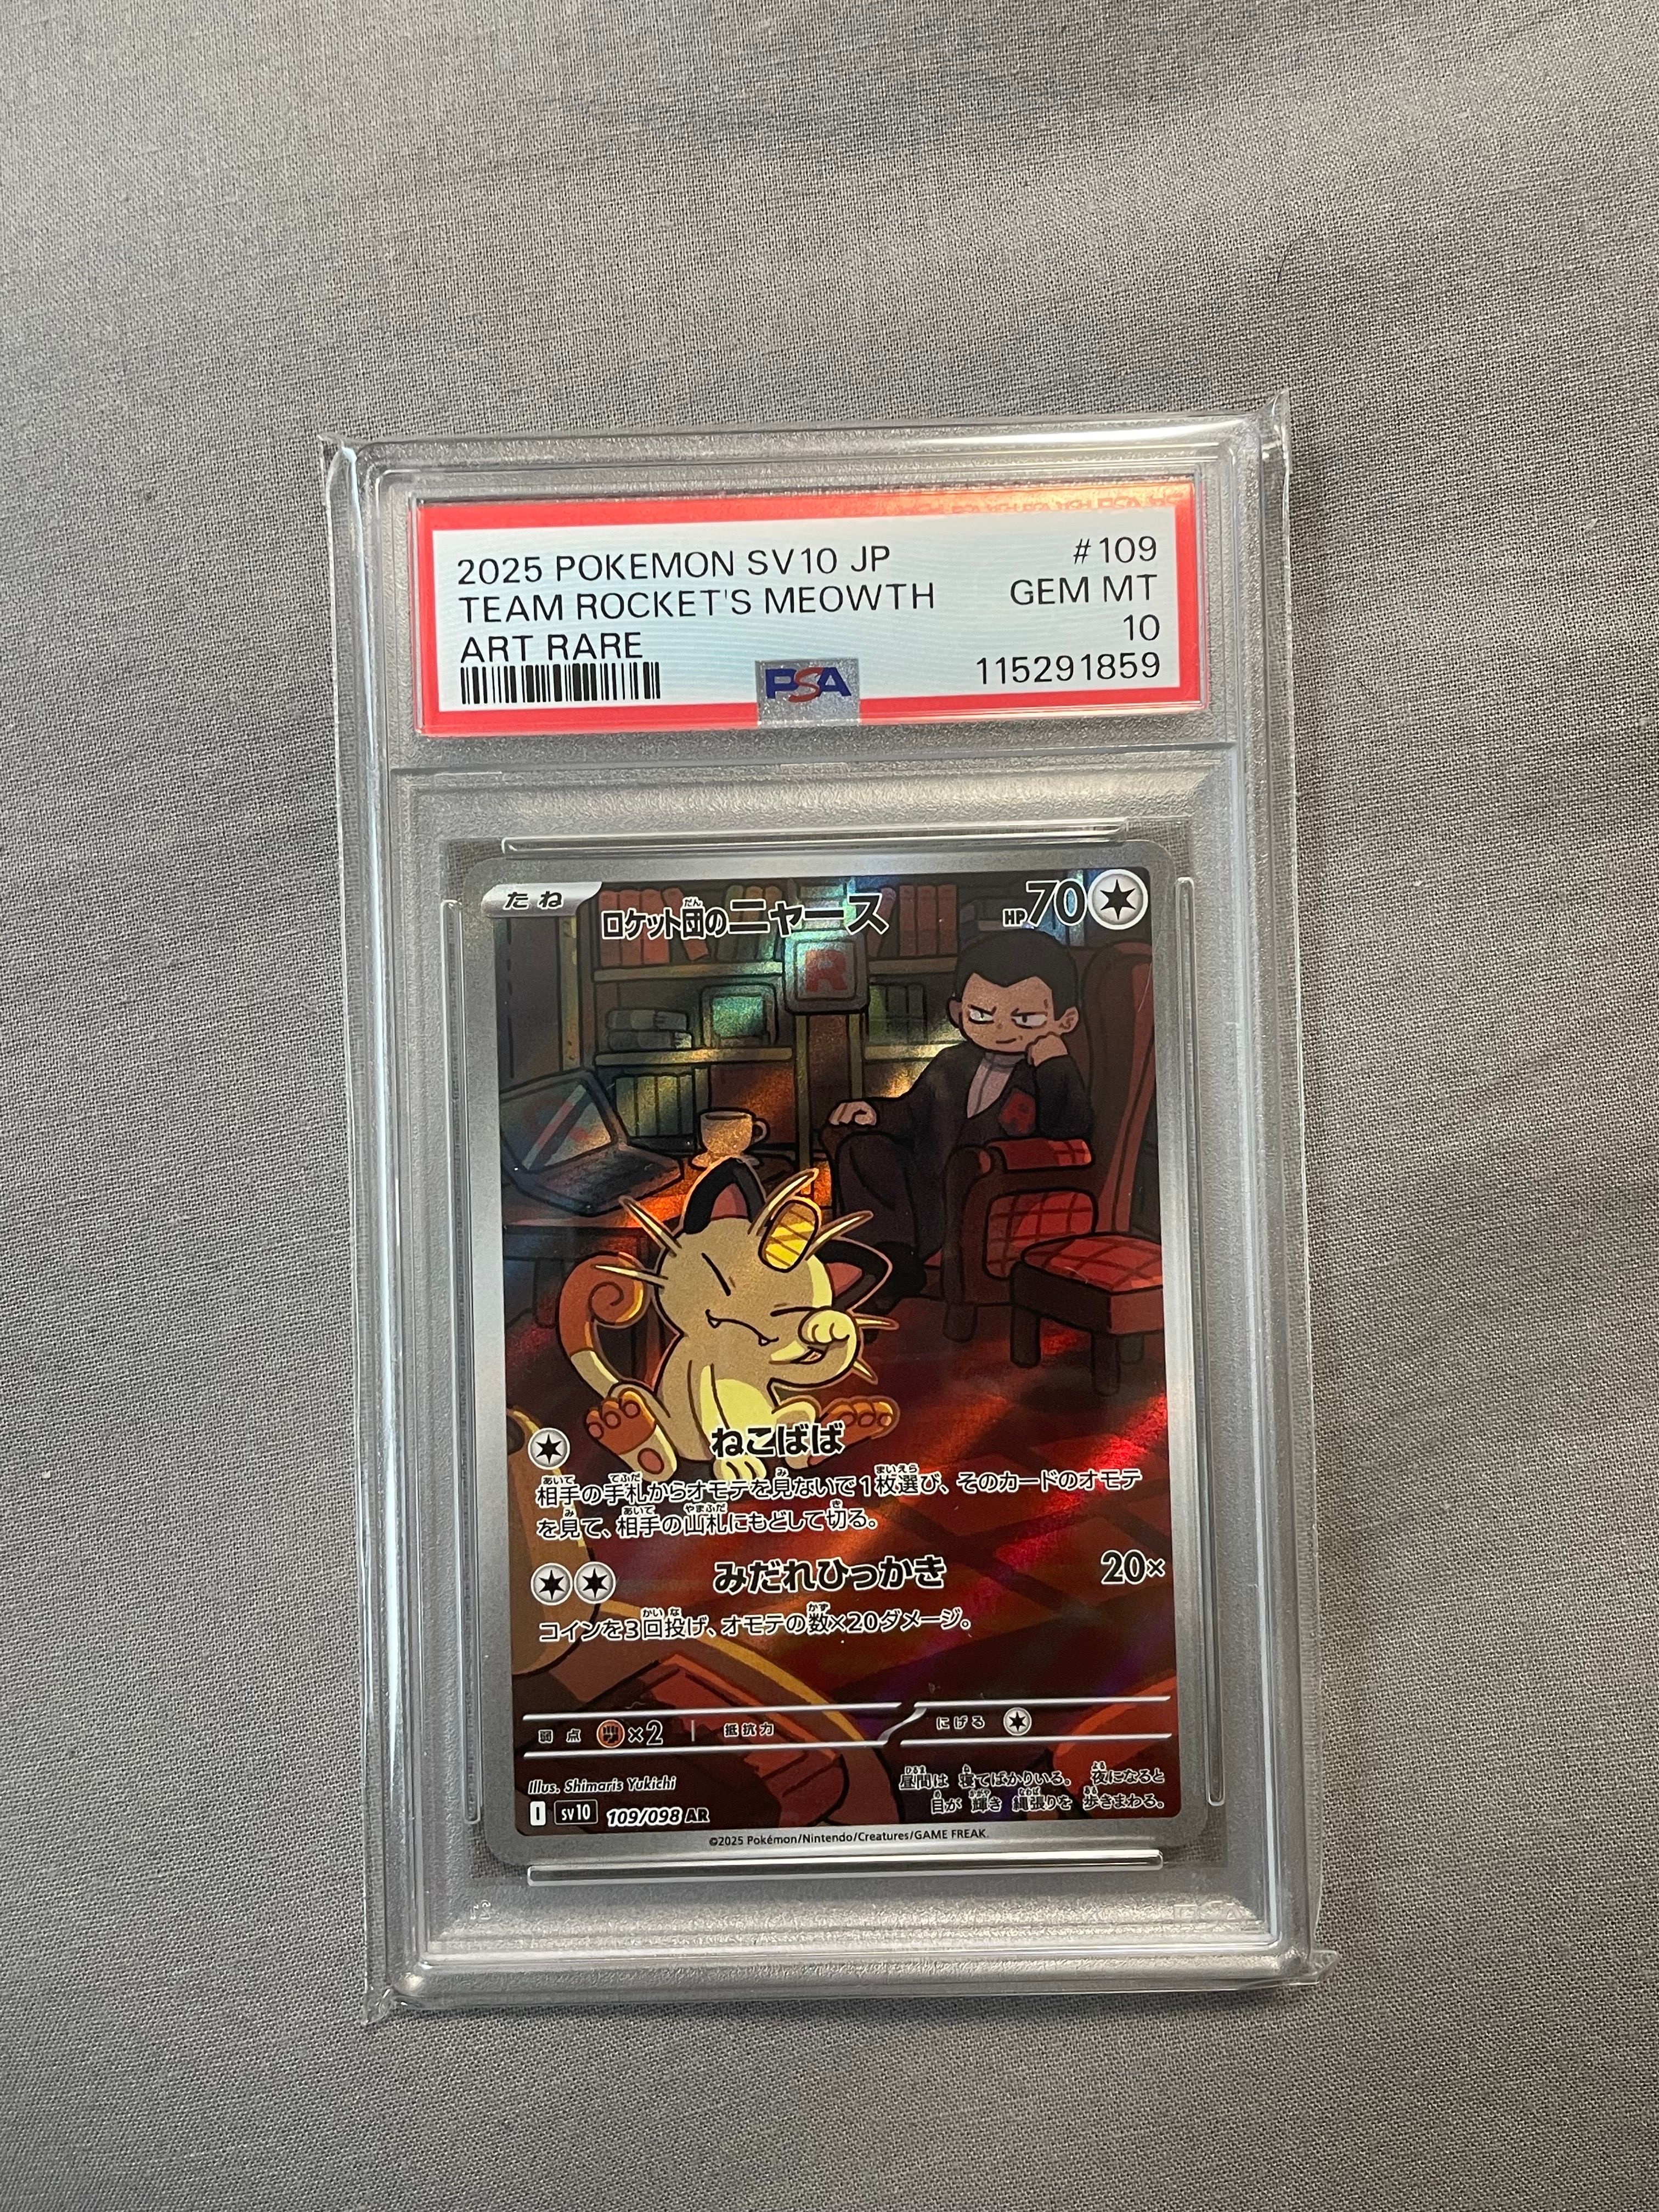 2025 POKEMON SV10 JP
#109
TEAM ROCKET'S MEOWTH
GEM MT
ART RARE
10
PSA
115291859
たね
ロケット団のニャース
だん
HP70
R
ねこばば
相手の手札からオモテを見ないで1枚選び、そのカードのオモテ
を見て、相手の山札にもどして切る。
みだれひっかき
20×
コインを3回投げ、オモテの数×20ダメージ。
弱点
×2
抵抗力
にげる
Illus. Shimaris Yukichi
昼間は 寝てばかりいる。 夜になると
目が 輝き 縄張りを 歩きまわる。
I
sv10
109/098 AR
©2025 Pokémon/Nintendo/Creatures/GAME FREAK.